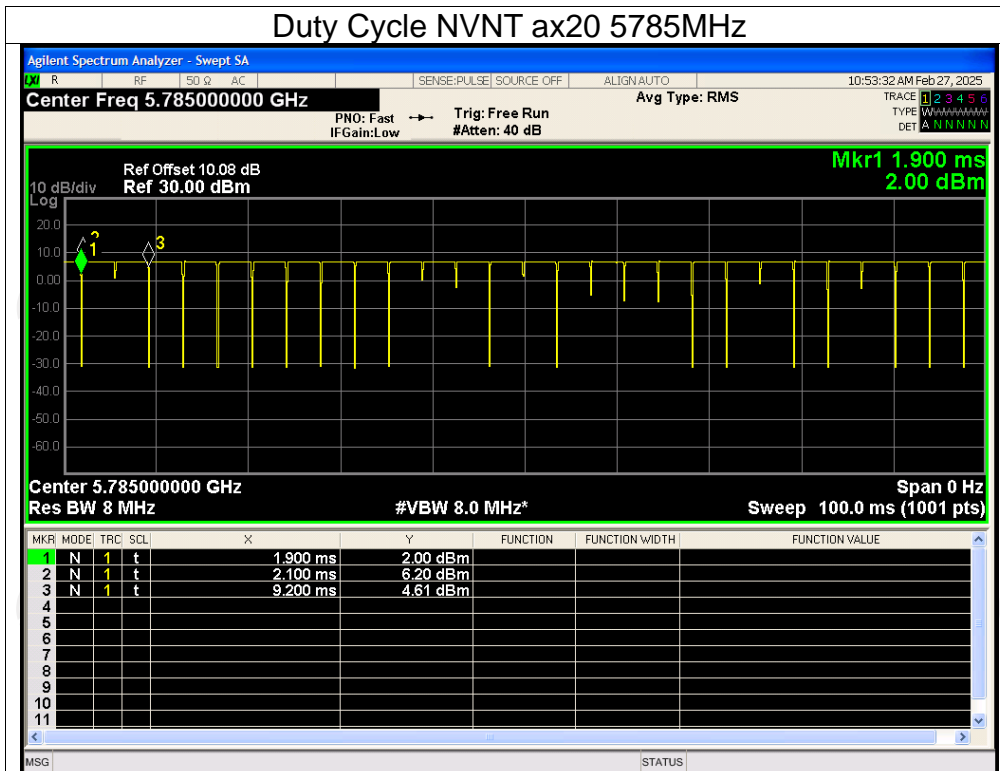 Duty Cycle NVNT ax20 5785MHz
Agilent Spectrum Analyzer - Swept SA
LXI R RF 50 Ω AC SENSE:PULSE SOURCE OFF ALIGN AUTO 10:53:32 AM Feb 27, 2025
Center Freq 5.785000000 GHz Avg Type: RMS TRACE 1 2 3 4 5 6
PNO: Fast Trig: Free Run TYPE WWWWWW
IFGain:Low #Atten: 40 dB DET A N N N N N
Mkr1 1.900 ms
2.00 dBm
Ref Offset 10.08 dB
10 dB/div Ref 30.00 dBm
Log
20.0
10.0
0.00
-10.0
-20.0
-30.0
-40.0
-50.0
-60.0
2
1
3
Center 5.785000000 GHz Span 0 Hz
Res BW 8 MHz #VBW 8.0 MHz* Sweep 100.0 ms (1001 pts)
MKR MODE TRC SCL X Y FUNCTION FUNCTION WIDTH FUNCTION VALUE
1 N 1 t 1.900 ms 2.00 dBm
2 N 1 t 2.100 ms 6.20 dBm
3 N 1 t 9.200 ms 4.61 dBm
4
5
6
7
8
9
10
11
MSG STATUS